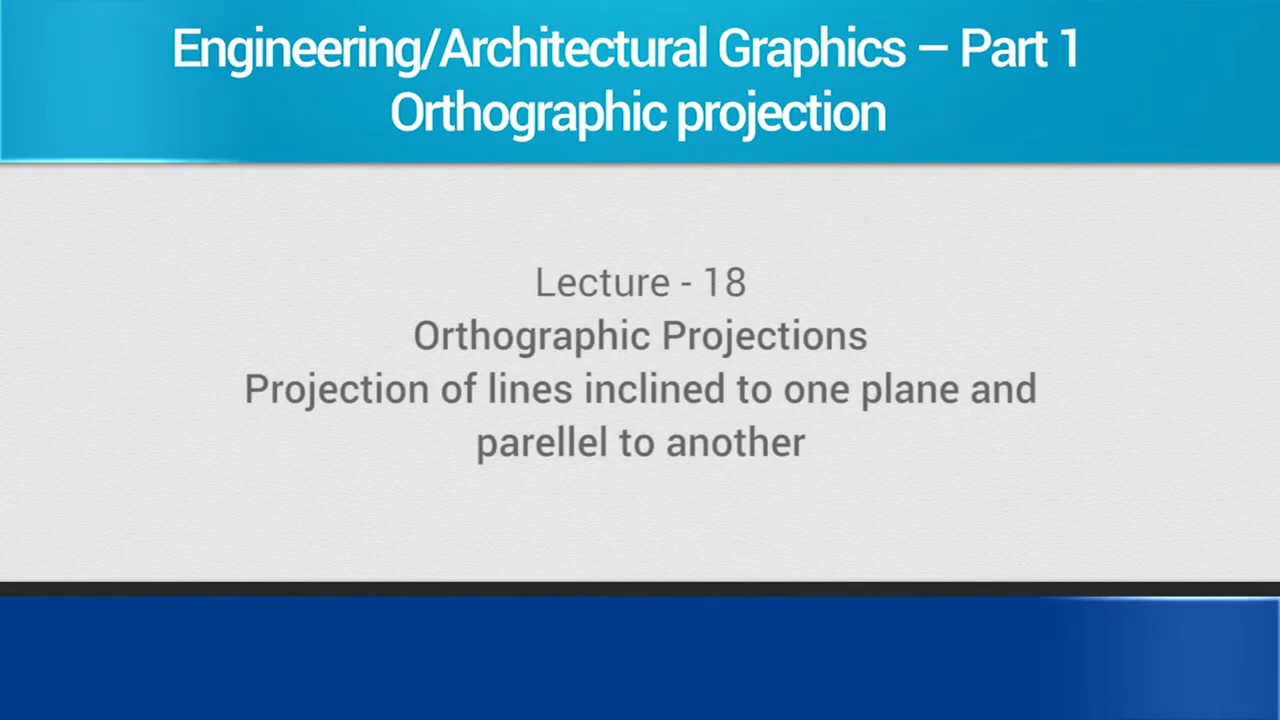 Engineering/Architectural Graphics – Part 1
Orthographic projection
Lecture - 18
Orthographic Projections
Projection of lines inclined to one plane and
parellel to another